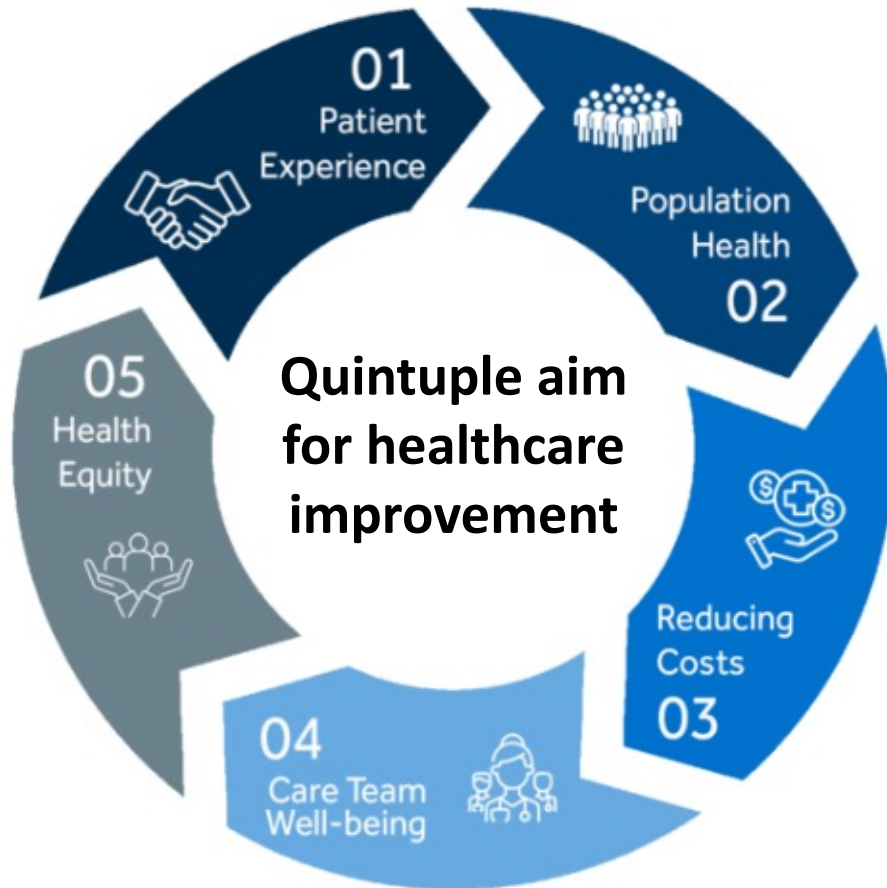 01
Patient
Experience
Population
Health
02
Reducing
Costs
03
04
Care Team
Well-being
05
Health
Equity
Quintuple aim
for healthcare
improvement
$
$